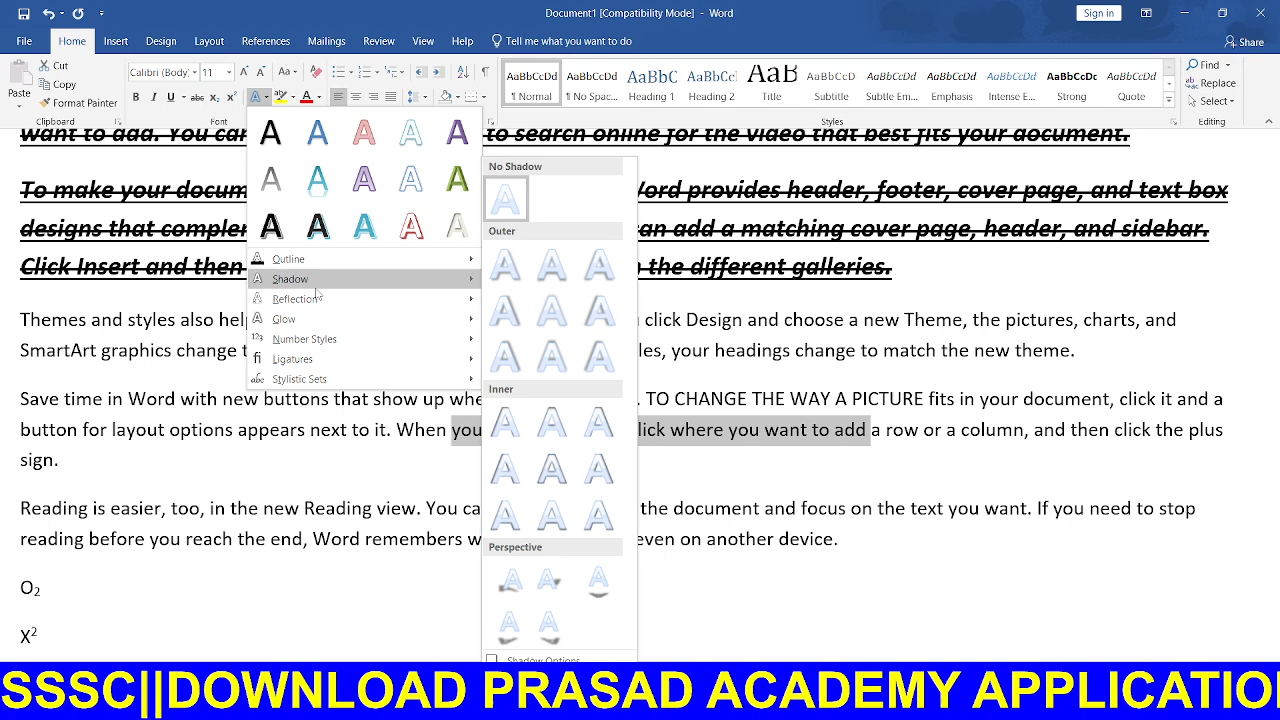 Document1 [Compatibility Mode] - Word
Sign in
File Home Insert Design Layout References Mailings Review View Help Tell me what you want to do Share
Cut
Copy
Format Painter
Paste
Clipboard
Calibri (Body) 11
Font
AaBbCcDd AaBbCcDd AaBbC AaBbCc AaB AaBbCcD AaBbCcDd AaBbCcDd AaBbCcDd AaBbCcDc AaBbCcDd
¶ Normal ¶ No Spac... Heading 1 Heading 2 Title Subtitle Subtle Em... Emphasis Intense E... Strong Quote
Styles
Find
Replace
Select
Editing
want to add. You can to search online for the video that best fits your document.
To make your docum Word provides header, footer, cover page, and text box
designs that complem can add a matching cover page, header, and sidebar.
Click Insert and then the different galleries.
Themes and styles also hel click Design and choose a new Theme, the pictures, charts, and
SmartArt graphics change t les, your headings change to match the new theme.
Save time in Word with new buttons that show up whe . TO CHANGE THE WAY A PICTURE fits in your document, click it and a
button for layout options appears next to it. When you lick where you want to add a row or a column, and then click the plus
sign.
Reading is easier, too, in the new Reading view. You ca the document and focus on the text you want. If you need to stop
reading before you reach the end, Word remembers w even on another device.
O₂
X²
Outline
Shadow
Reflection
Glow
Number Styles
Ligatures
Stylistic Sets
No Shadow
Outer
Inner
Perspective
Shadow Options
SSSC||DOWNLOAD PRASAD ACADEMY APPLICATIO